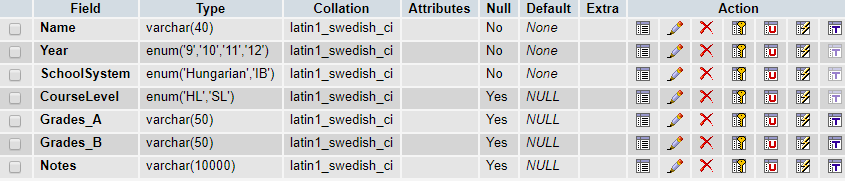 Field Type Collation Attributes Null Default Extra Action
Name varchar(40) latin1_swedish_ci No None
Year enum('9','10','11','12') latin1_swedish_ci No None
SchoolSystem enum('Hungarian','IB') latin1_swedish_ci No None
CourseLevel enum('HL','SL') latin1_swedish_ci Yes NULL
Grades_A varchar(50) latin1_swedish_ci Yes NULL
Grades_B varchar(50) latin1_swedish_ci Yes NULL
Notes varchar(10000) latin1_swedish_ci Yes NULL